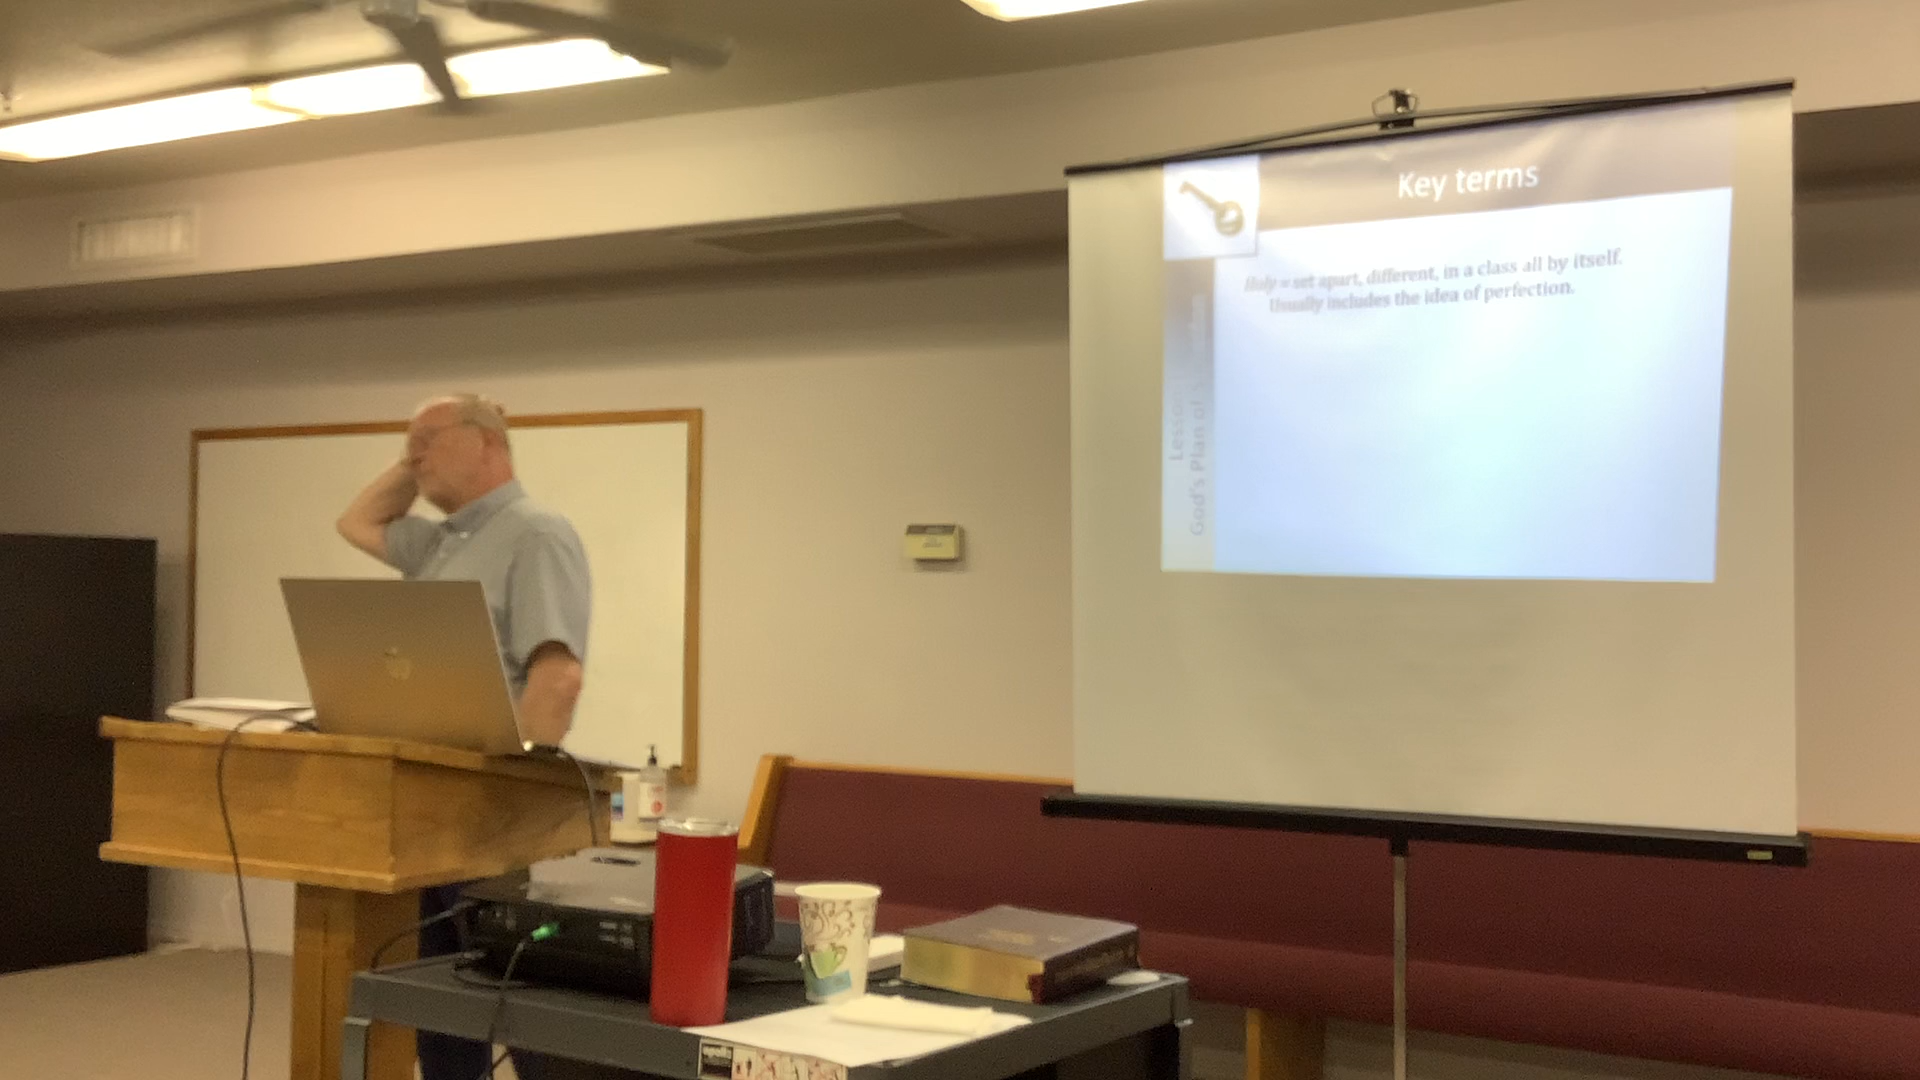 Key terms
Holy = set apart, different, in a class all by itself.
Usually includes the idea of perfection.
Lesson
God's Plan of